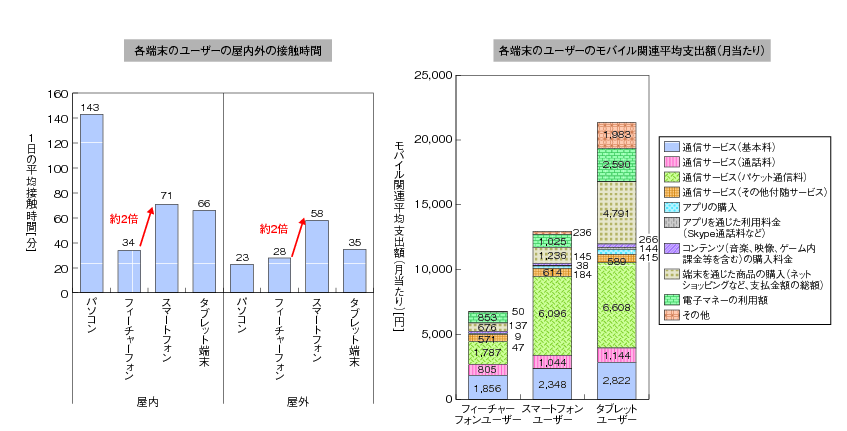 各端末のユーザーの屋内外の接触時間
1日の平均接触時間[分]
160
140
120
100
80
60
40
20
0
143
34
71
66
23
28
58
35
約2倍
約2倍
パソコン
フィーチャーフォン
スマートフォン
タブレット端末
パソコン
フィーチャーフォン
スマートフォン
タブレット端末
屋内
屋外
各端末のユーザーのモバイル関連平均支出額(月当たり)
モバイル関連平均支出額(月当たり)[円]
25,000
20,000
15,000
10,000
5,000
0
853
676
571
1,787
805
1,856
50
137
9
47
1,025
1,236
614
6,096
1,044
2,348
236
145
38
184
1,983
2,590
4,791
589
6,608
1,144
2,822
266
144
415
フィーチャー
フォンユーザー
スマートフォン
ユーザー
タブレット
ユーザー
通信サービス(基本料)
通信サービス(通話料)
通信サービス(パケット通信料)
通信サービス(その他付随サービス)
アプリの購入
アプリを通じた利用料金
(Skype通話料など)
コンテンツ(音楽、映像、ゲーム内
課金等を含む)の購入料金
端末を通じた商品の購入(ネット
ショッピングなど、支払金額の総額)
電子マネーの利用額
その他